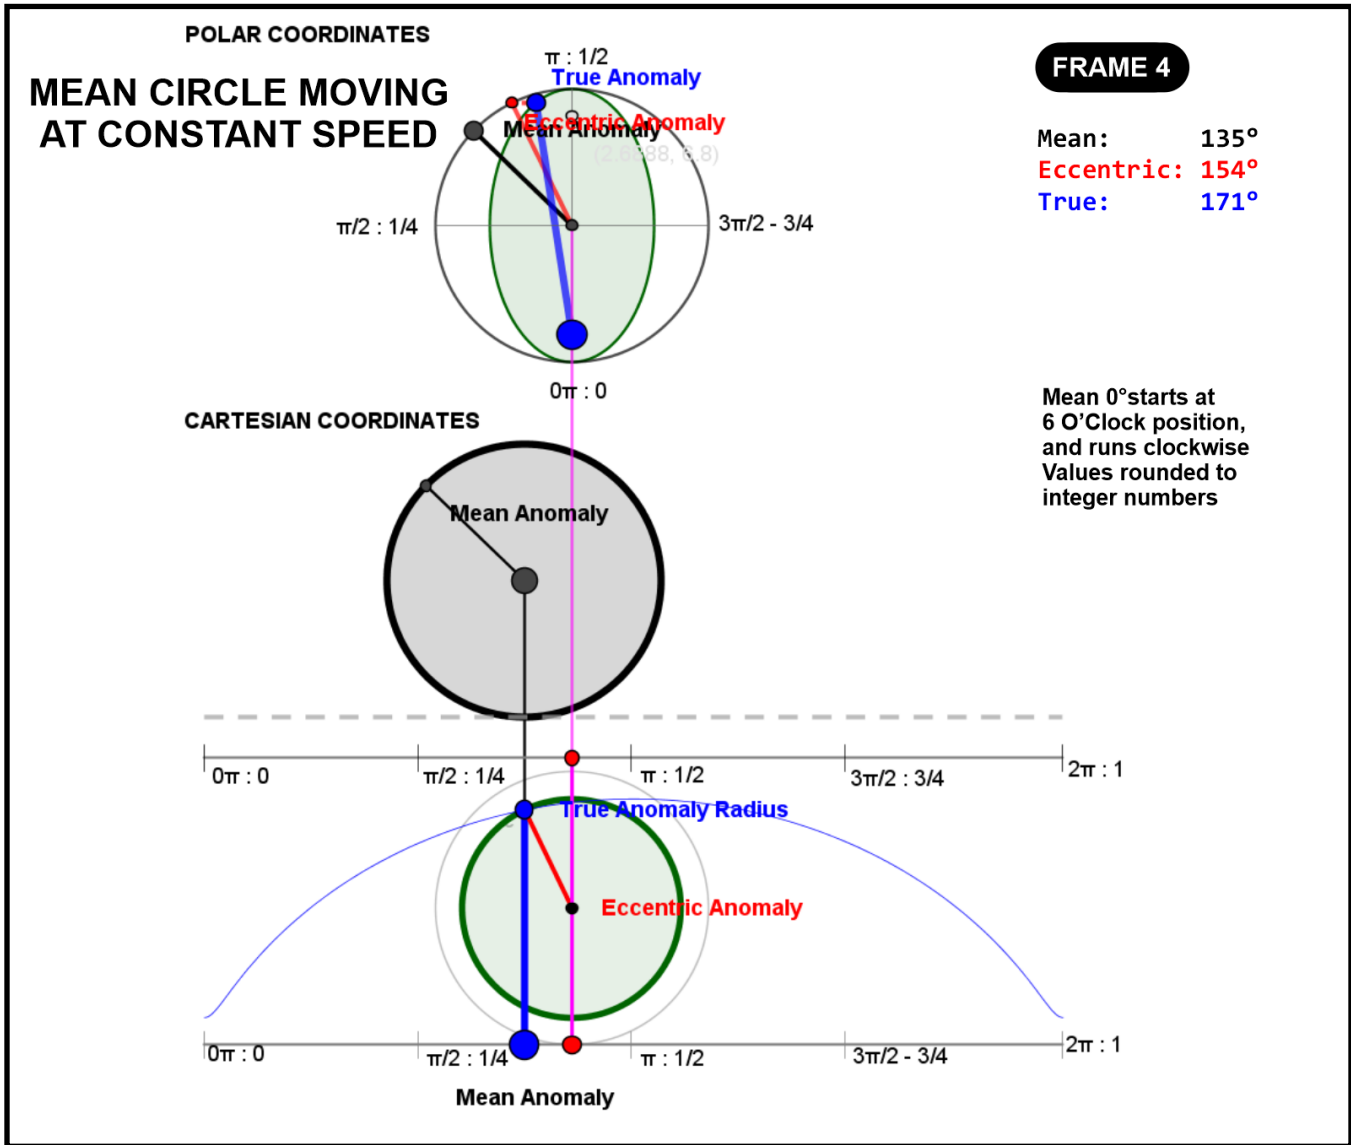 POLAR COORDINATES
MEAN CIRCLE MOVING
AT CONSTANT SPEED
π : 1/2
True Anomaly
Eccentric Anomaly
Mean Anomaly
π/2 : 1/4
3π/2 - 3/4
0π : 0
FRAME 4
Mean: 135°
Eccentric: 154°
True: 171°
Mean 0°starts at
6 O’Clock position,
and runs clockwise
Values rounded to
integer numbers
CARTESIAN COORDINATES
Mean Anomaly
0π : 0
π/2 : 1/4
π : 1/2
3π/2 : 3/4
2π : 1
True Anomaly Radius
Eccentric Anomaly
0π : 0
π/2 : 1/4
π : 1/2
3π/2 - 3/4
2π : 1
Mean Anomaly